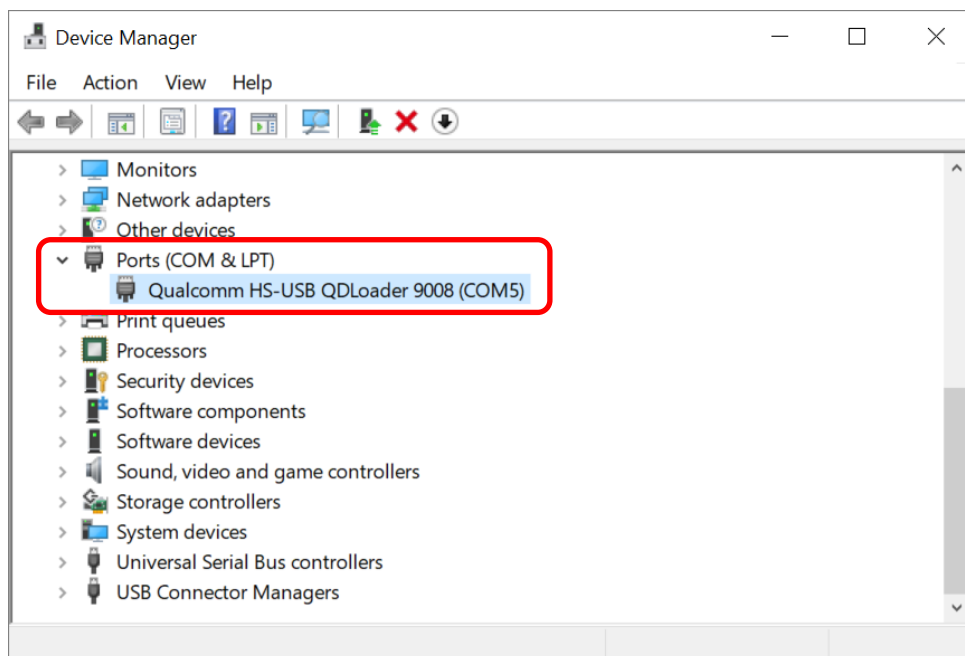 Device Manager
File Action View Help
Monitors
Network adapters
Other devices
Ports (COM & LPT)
Qualcomm HS-USB QDLoader 9008 (COM5)
Print queues
Processors
Security devices
Software components
Software devices
Sound, video and game controllers
Storage controllers
System devices
Universal Serial Bus controllers
USB Connector Managers